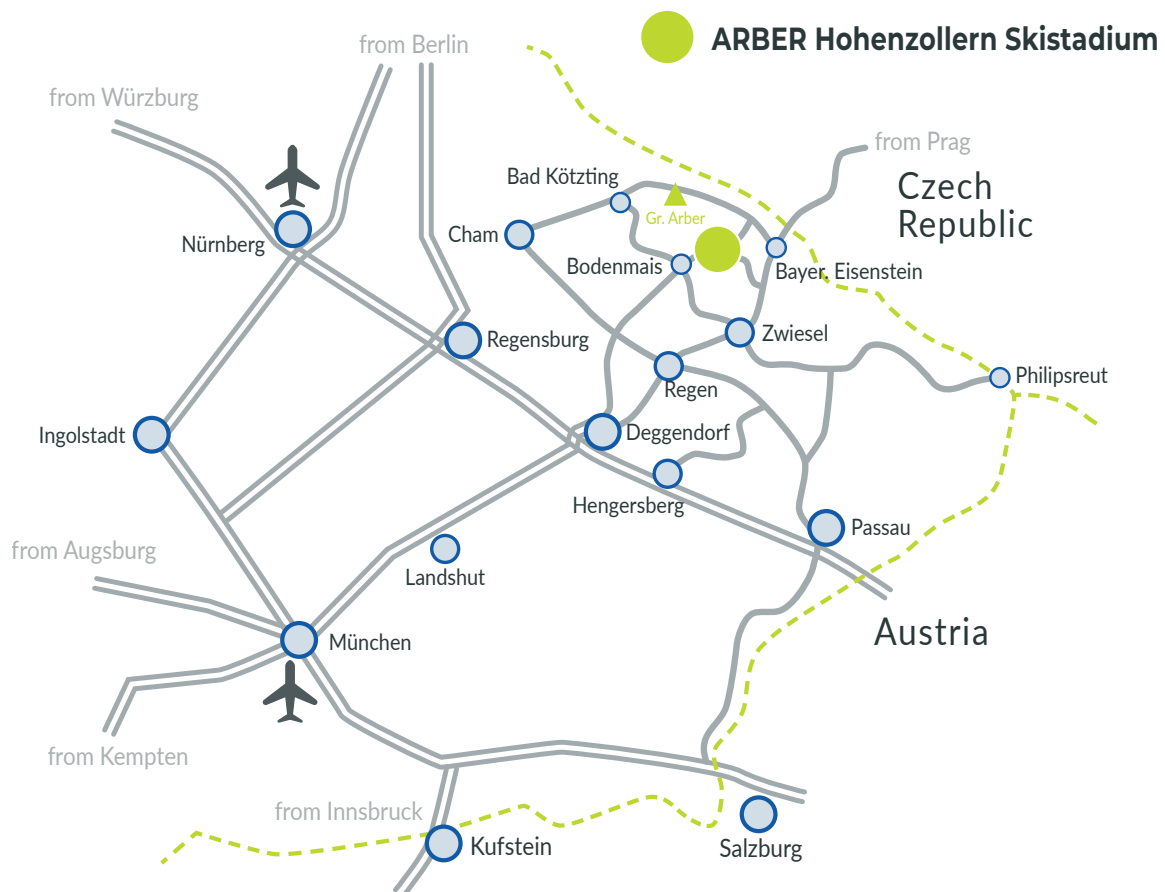 ARBER Hohenzollern Skistadium
from Berlin
from Würzburg
from Prag
Bad Kötzting
Czech
Republic
Gr. Arber
Cham
Nürnberg
Bodenmais
Bayer. Eisenstein
Regensburg
Zwiesel
Philipsreut
Regen
Ingolstadt
Deggendorf
Hengersberg
Passau
from Augsburg
Landshut
Austria
München
from Kempten
from Innsbruck
Kufstein
Salzburg